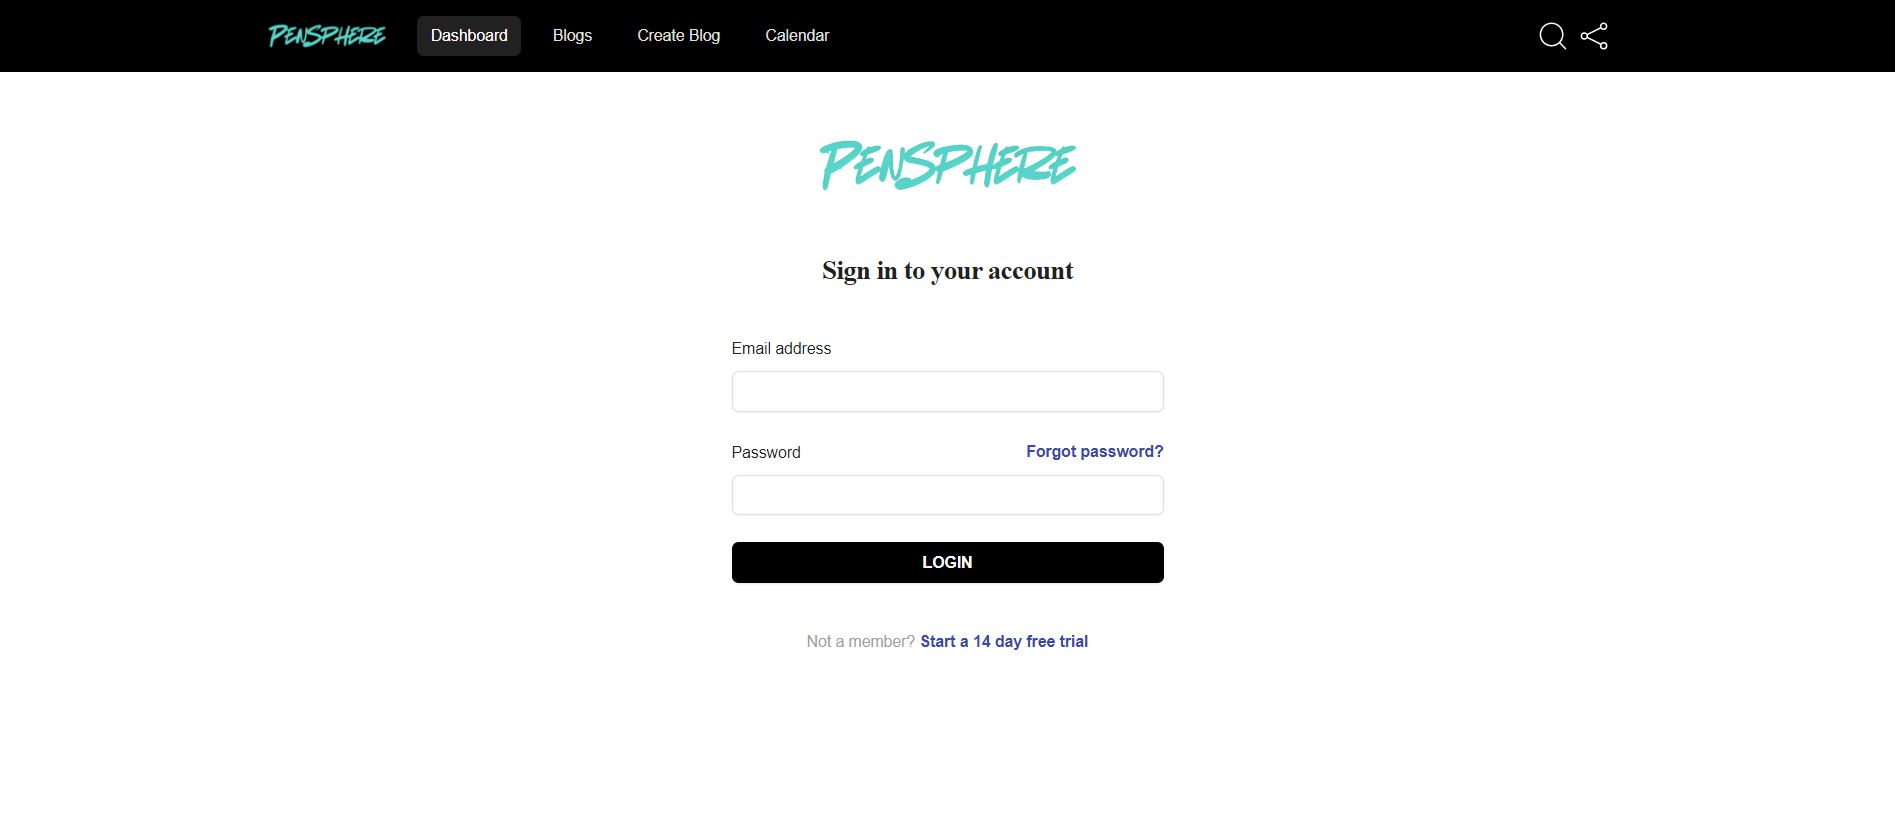 PENSPHERE Dashboard Blogs Create Blog Calendar
PENSPHERE
Sign in to your account
Email address
Password Forgot password?
LOGIN
Not a member? Start a 14 day free trial